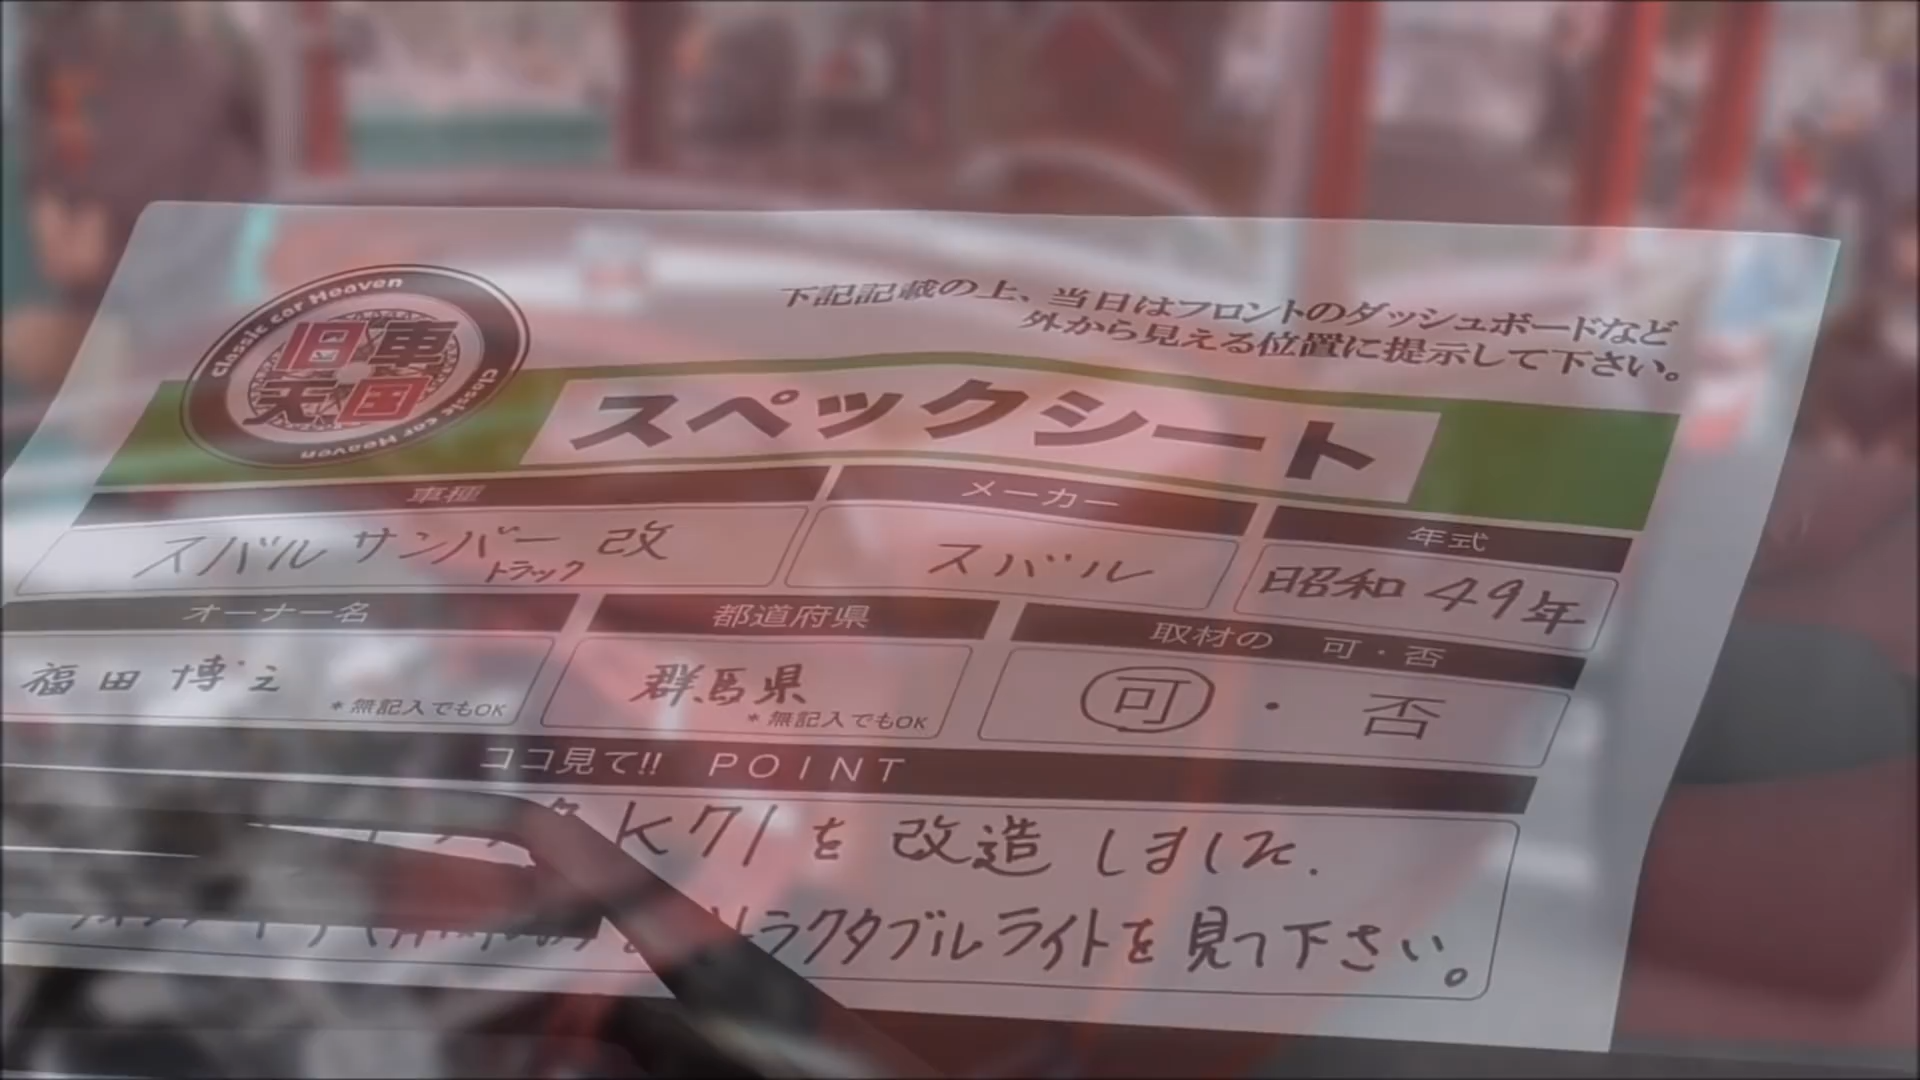 Classic car Heaven
旧車
天国
Classic car Heaven
下記記載の上、当日はフロントのダッシュボードなど
外から見える位置に提示して下さい。
スペックシート
車種 メーカー 年式
スバル サンバー 改 スバル 昭和 49年
トラック
オーナー名 都道府県 取材の 可・否
福田 博之 群馬県 可 ・ 否
*無記入でもOK *無記入でもOK
ココ見て!! POINT
K71を 改造 しました.
トラクタブルライトを見て下さい。